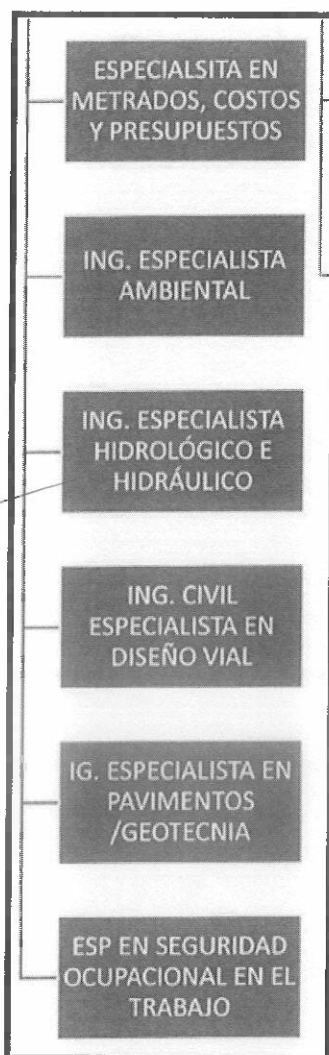 ESPECIALSITA EN
METRADOS, COSTOS
Y PRESUPUESTOS
ING. ESPECIALISTA
AMBIENTAL
ING. ESPECIALISTA
HIDROLÓGICO E
HIDRÁULICO
ING. CIVIL
ESPECIALISTA EN
DISEÑO VIAL
IG. ESPECIALISTA EN
PAVIMENTOS
/GEOTECNIA
ESP EN SEGURIDAD
OCUPACIONAL EN EL
TRABAJO